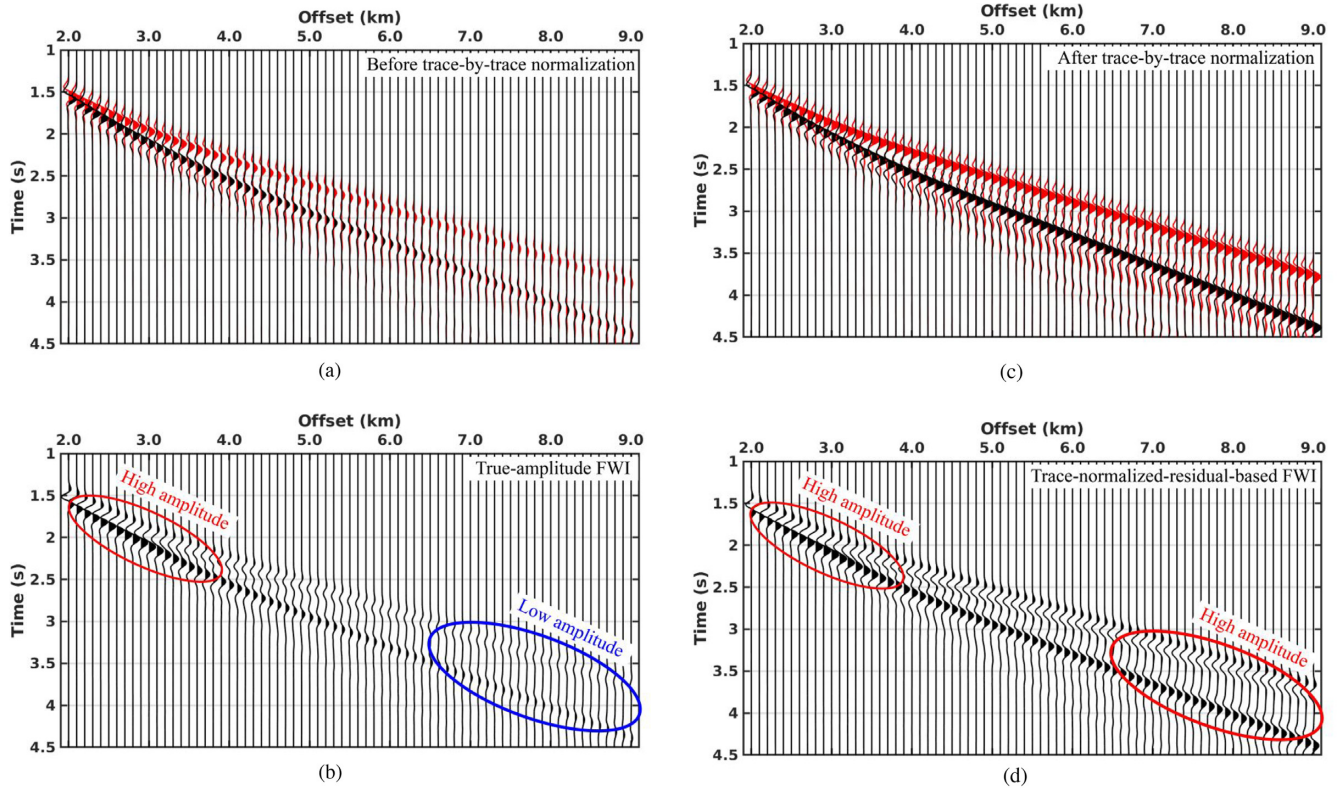 Offset (km)
2.0 3.0 4.0 5.0 6.0 7.0 8.0 9.0
Before trace-by-trace normalization
Time (s)
1
1.5
2
2.5
3
3.5
4
4.5
(a)
Offset (km)
2.0 3.0 4.0 5.0 6.0 7.0 8.0 9.0
After trace-by-trace normalization
Time (s)
1
1.5
2
2.5
3
3.5
4
4.5
(c)
Offset (km)
2.0 3.0 4.0 5.0 6.0 7.0 8.0 9.0
True-amplitude FWI
High amplitude
Low amplitude
Time (s)
1
1.5
2
2.5
3
3.5
4
4.5
(b)
Offset (km)
2.0 3.0 4.0 5.0 6.0 7.0 8.0 9.0
Trace-normalized-residual-based FWI
High amplitude
High amplitude
Time (s)
1
1.5
2
2.5
3
3.5
4
4.5
(d)